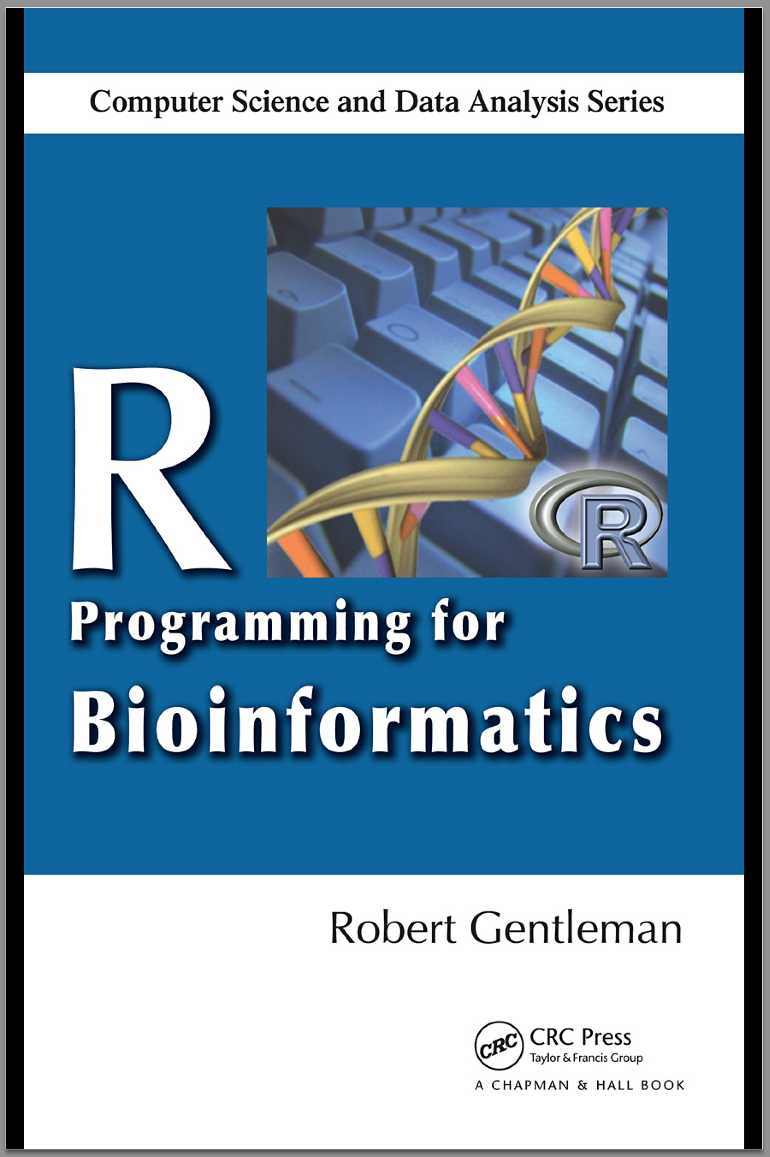 Computer Science and Data Analysis Series
R
R
Programming for
Bioinformatics
Robert Gentleman
CRC
CRC Press
Taylor & Francis Group
A CHAPMAN & HALL BOOK